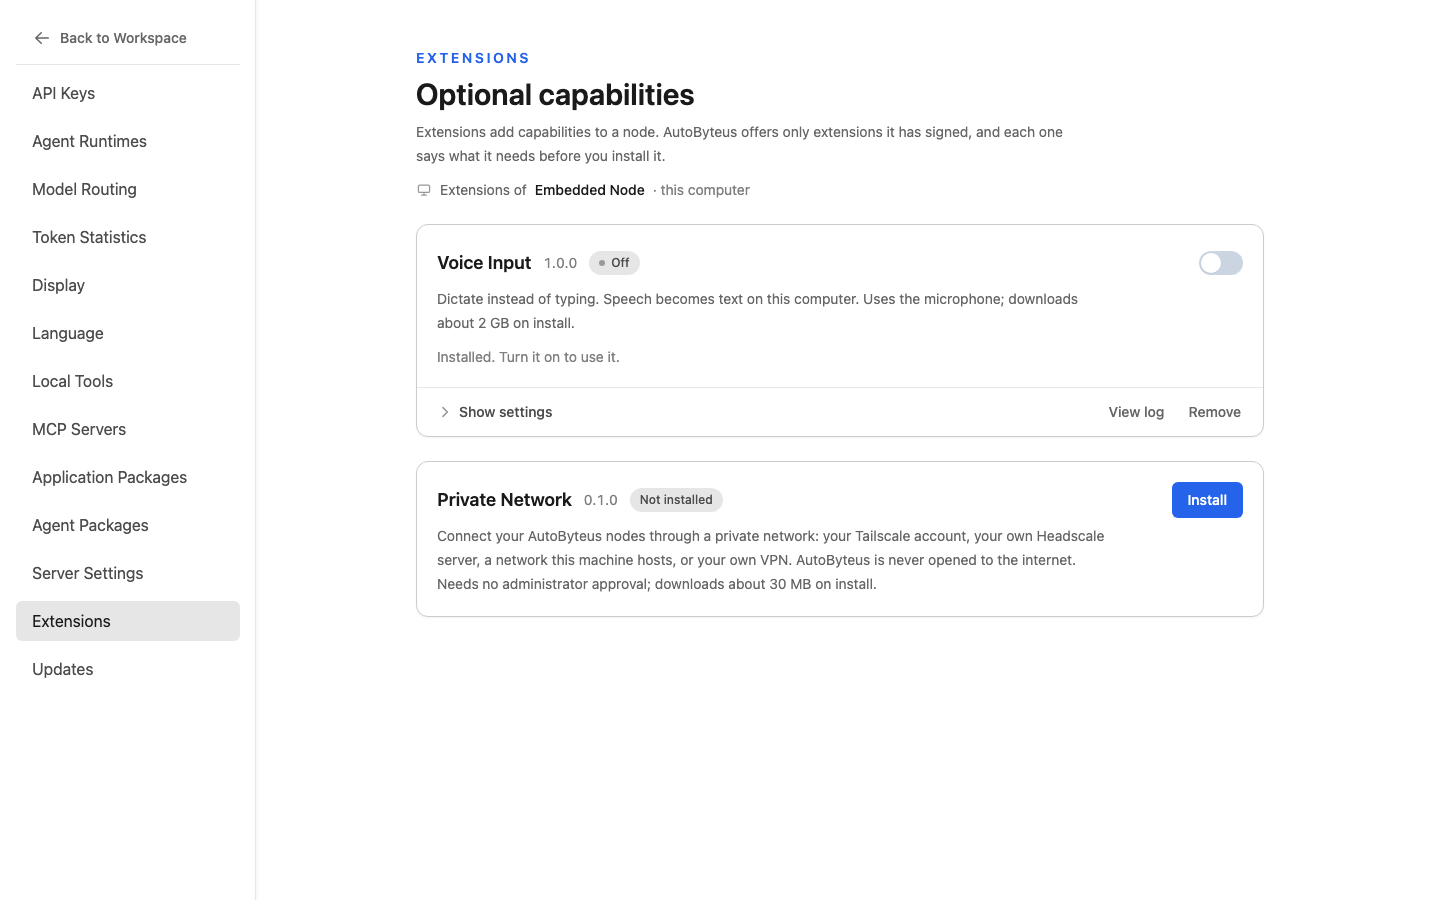 Back to Workspace
API Keys
Agent Runtimes
Model Routing
Token Statistics
Display
Language
Local Tools
MCP Servers
Application Packages
Agent Packages
Server Settings
Extensions
Updates
EXTENSIONS
Optional capabilities
Extensions add capabilities to a node. AutoByteus offers only extensions it has signed, and each one
says what it needs before you install it.
Extensions of Embedded Node · this computer
Voice Input 1.0.0 Off
Dictate instead of typing. Speech becomes text on this computer. Uses the microphone; downloads
about 2 GB on install.
Installed. Turn it on to use it.
Show settings View log Remove
Private Network 0.1.0 Not installed Install
Connect your AutoByteus nodes through a private network: your Tailscale account, your own Headscale
server, a network this machine hosts, or your own VPN. AutoByteus is never opened to the internet.
Needs no administrator approval; downloads about 30 MB on install.